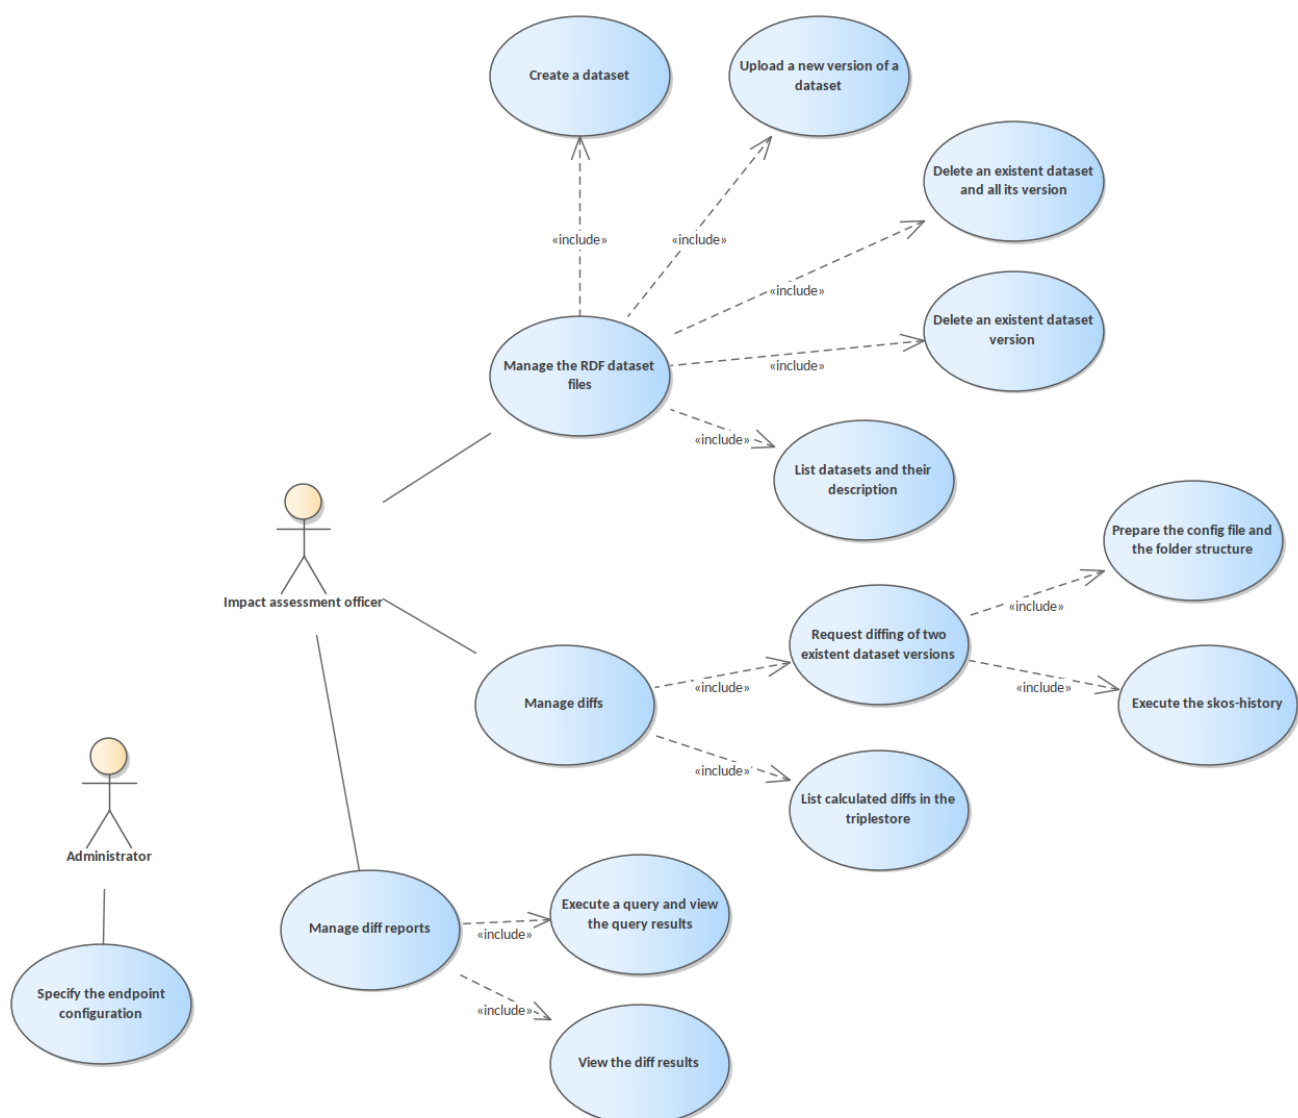 Create a dataset
Upload a new version of a
dataset
Delete an existent dataset
and all its version
«include»
«include»
«include»
Delete an existent dataset
version
Manage the RDF dataset
files
«include»
«include»
List datasets and their
description
Impact assessment officer
Prepare the config file and
the folder structure
«include»
Request diffing of two
existent dataset versions
«include»
«include»
Manage diffs
Execute the skos-history
«include»
List calculated diffs in the
triplestore
Administrator
Manage diff reports
Execute a query and view
the query results
«include»
Specify the endpoint
configuration
«include»
View the diff results